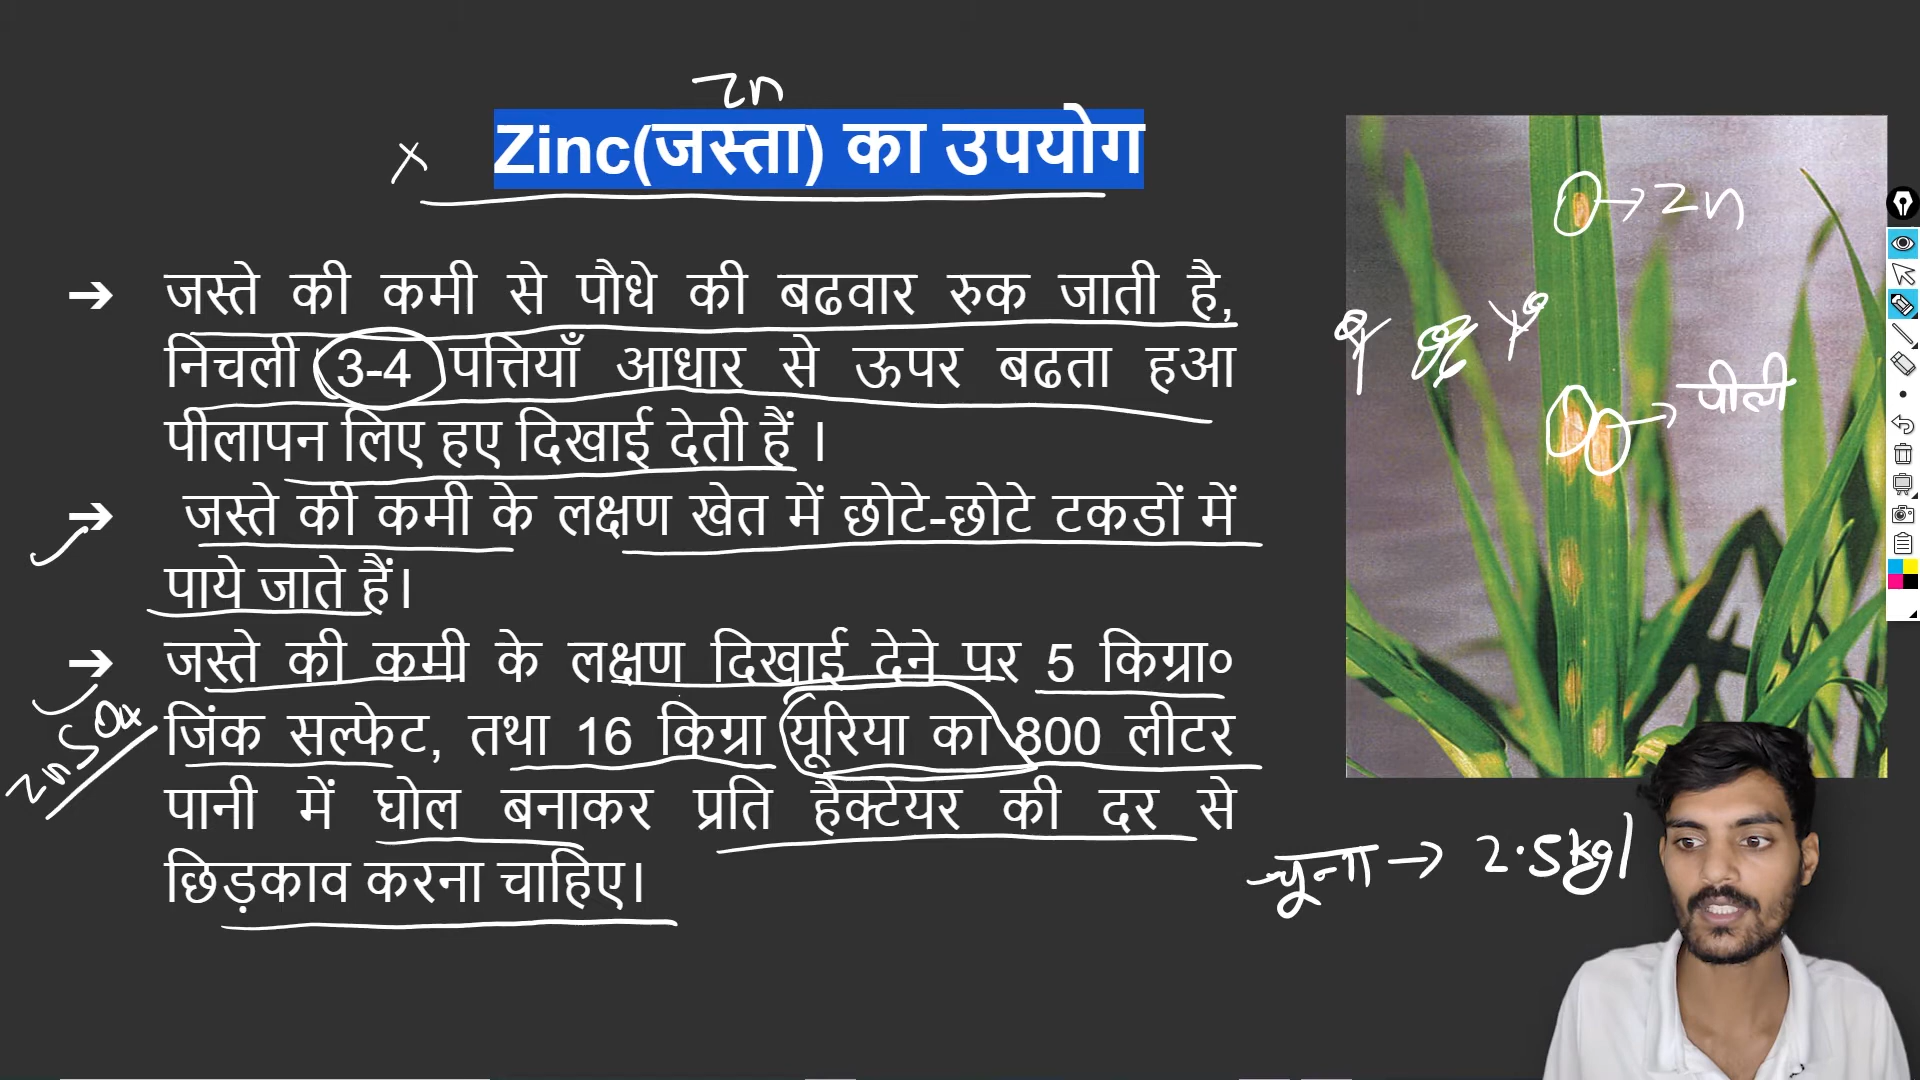 Zn
Zinc(जस्ता) का उपयोग
➔ जस्ते की कमी से पौधे की बढवार रुक जाती है,
निचली 3-4 पत्तियाँ आधार से ऊपर बढता हआ
पीलापन लिए हए दिखाई देती हैं ।
➔ जस्ते की कमी के लक्षण खेत में छोटे-छोटे टकडों में
पाये जाते हैं।
➔ जस्ते की कमी के लक्षण दिखाई देने पर 5 किग्रा०
जिंक सल्फेट, तथा 16 किग्रा यूरिया का 800 लीटर
पानी में घोल बनाकर प्रति हैक्टेयर की दर से
छिड़काव करना चाहिए।
ZnSO4
→ Zn
→ पीली
चूना → 2.5kg